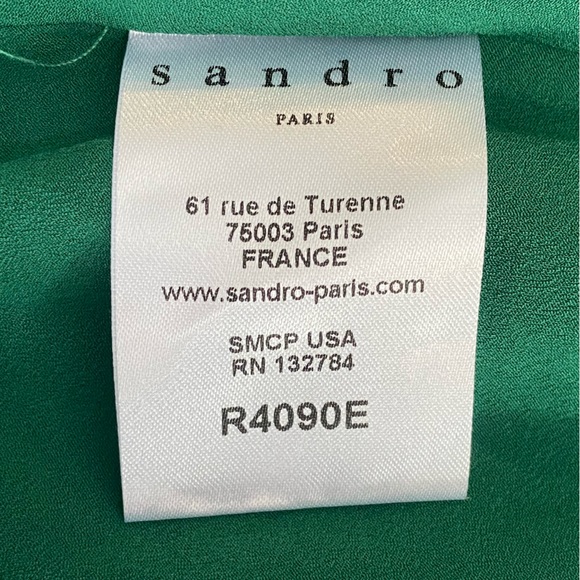 sandro
PARIS
61 rue de Turenne
75003 Paris
FRANCE
www.sandro-paris.com
SMCP USA
RN 132784
R4090E